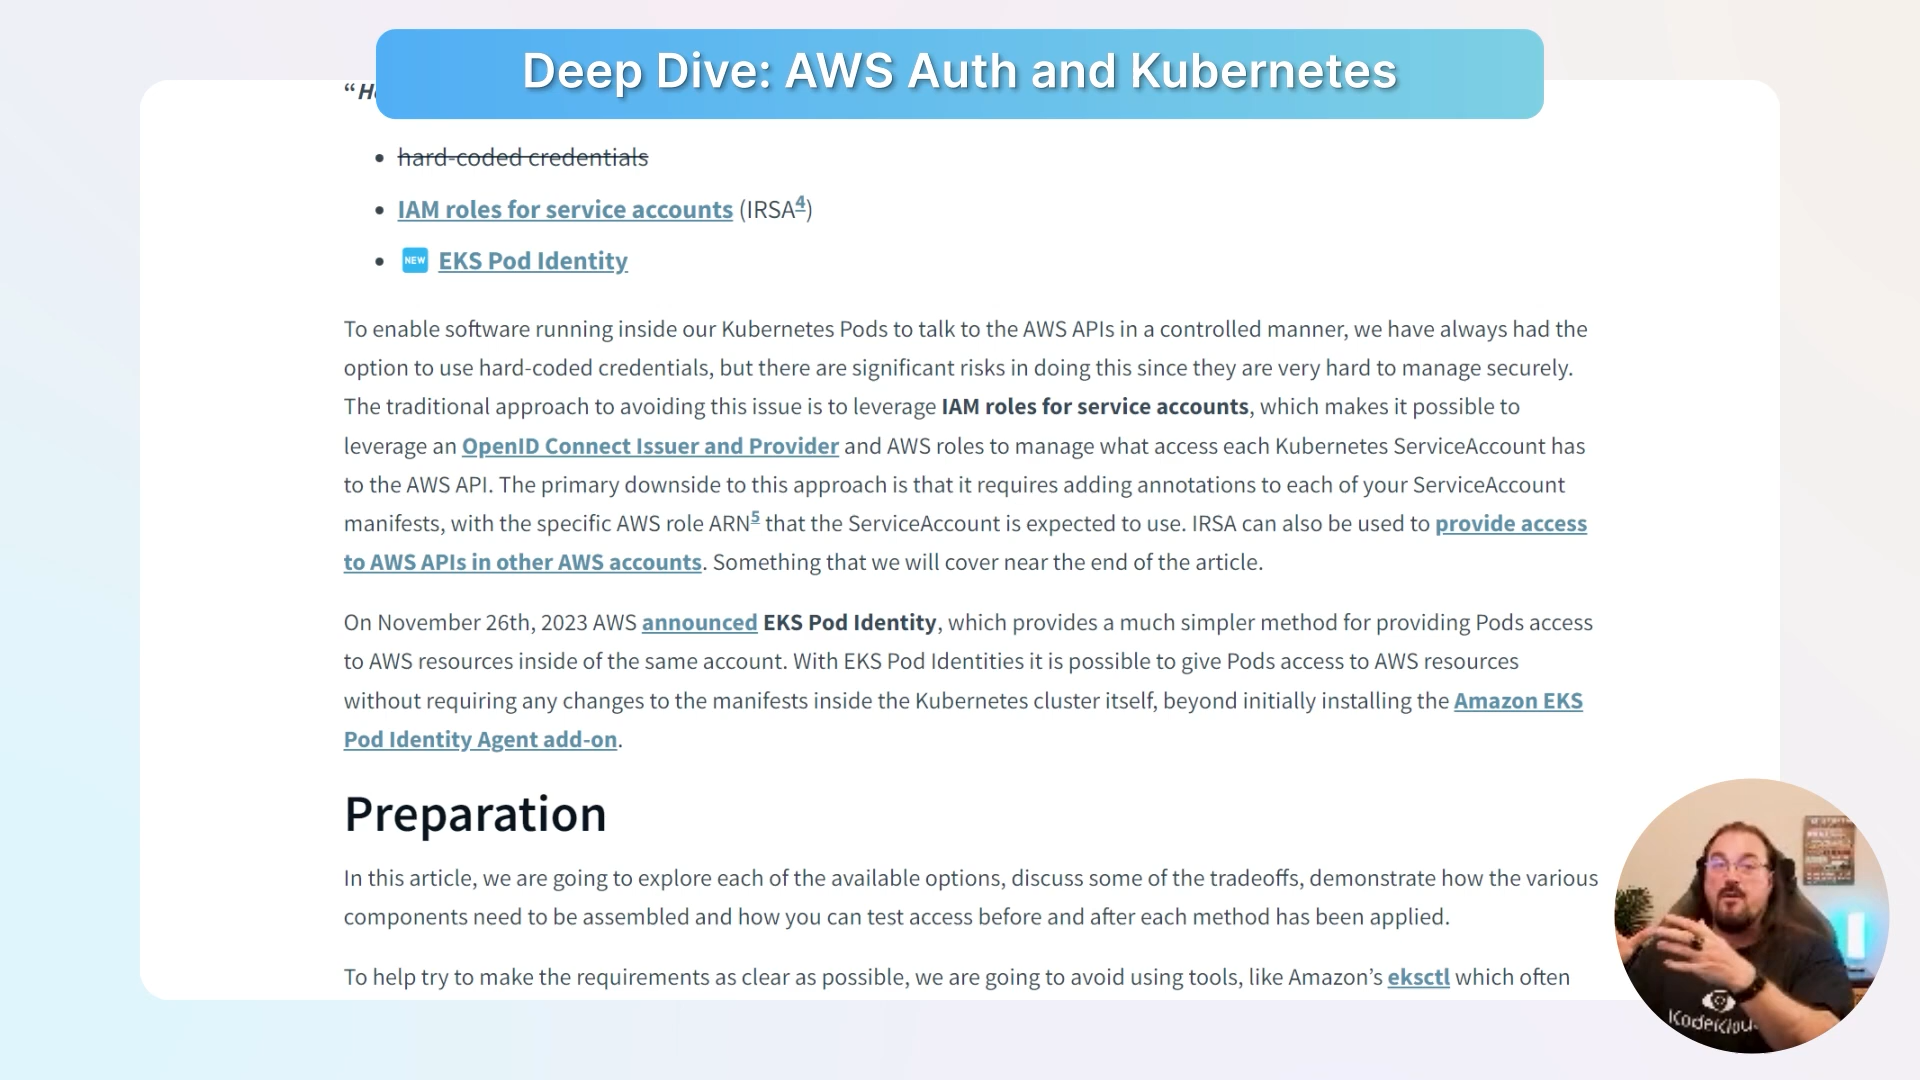 Deep Dive: AWS Auth and Kubernetes
hard-coded credentials
IAM roles for service accounts (IRSA4)
NEW EKS Pod Identity
To enable software running inside our Kubernetes Pods to talk to the AWS APIs in a controlled manner, we have always had the
option to use hard-coded credentials, but there are significant risks in doing this since they are very hard to manage securely.
The traditional approach to avoiding this issue is to leverage IAM roles for service accounts, which makes it possible to
leverage an OpenID Connect Issuer and Provider and AWS roles to manage what access each Kubernetes ServiceAccount has
to the AWS API. The primary downside to this approach is that it requires adding annotations to each of your ServiceAccount
manifests, with the specific AWS role ARN5 that the ServiceAccount is expected to use. IRSA can also be used to provide access
to AWS APIs in other AWS accounts. Something that we will cover near the end of the article.
On November 26th, 2023 AWS announced EKS Pod Identity, which provides a much simpler method for providing Pods access
to AWS resources inside of the same account. With EKS Pod Identities it is possible to give Pods access to AWS resources
without requiring any changes to the manifests inside the Kubernetes cluster itself, beyond initially installing the Amazon EKS
Pod Identity Agent add-on.
Preparation
In this article, we are going to explore each of the available options, discuss some of the tradeoffs, demonstrate how the various
components need to be assembled and how you can test access before and after each method has been applied.
To help try to make the requirements as clear as possible, we are going to avoid using tools, like Amazon’s eksctl which often